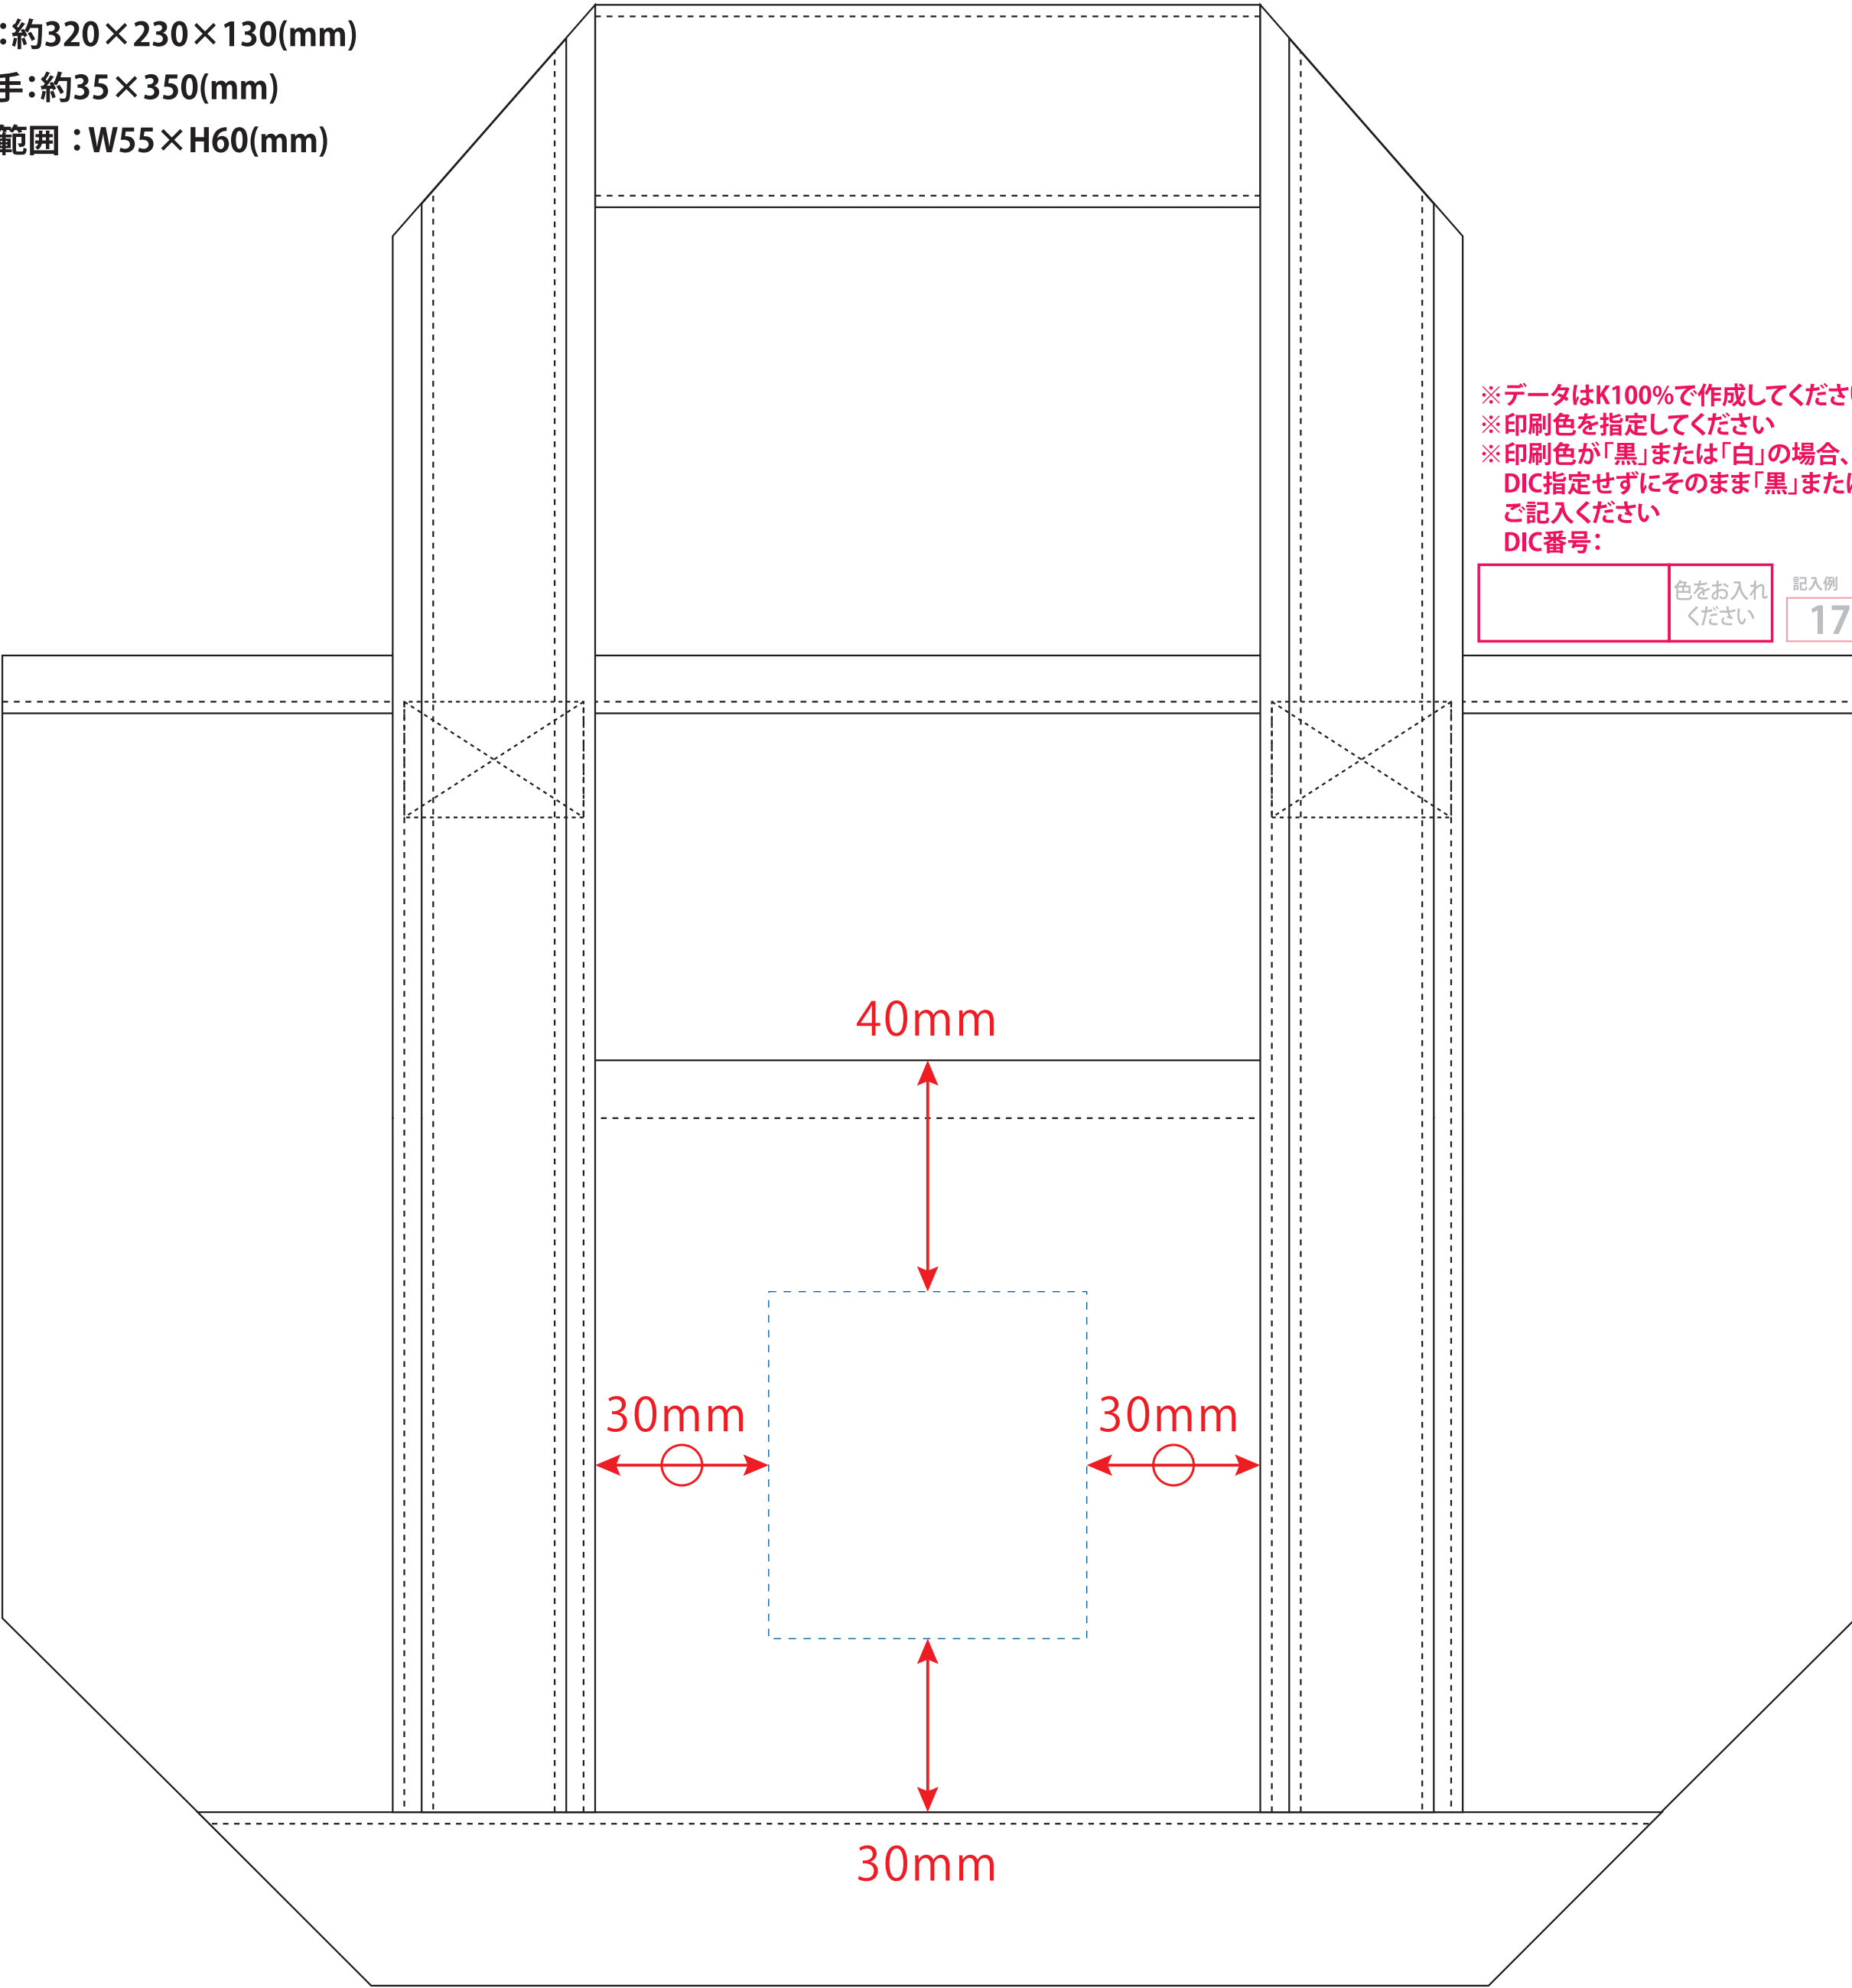 ：約320×230×130(mm)
手：約35×350(mm)
範囲：W55×H60(mm)
※データはK100%で作成してくださ
※印刷色を指定してください
※印刷色が「黒」または「白」の場合、
DIC指定せずにそのまま「黒」また
ご記入ください
DIC番号：
色をお入れ
ください
記入例
17
40mm
30mm
30mm
30mm